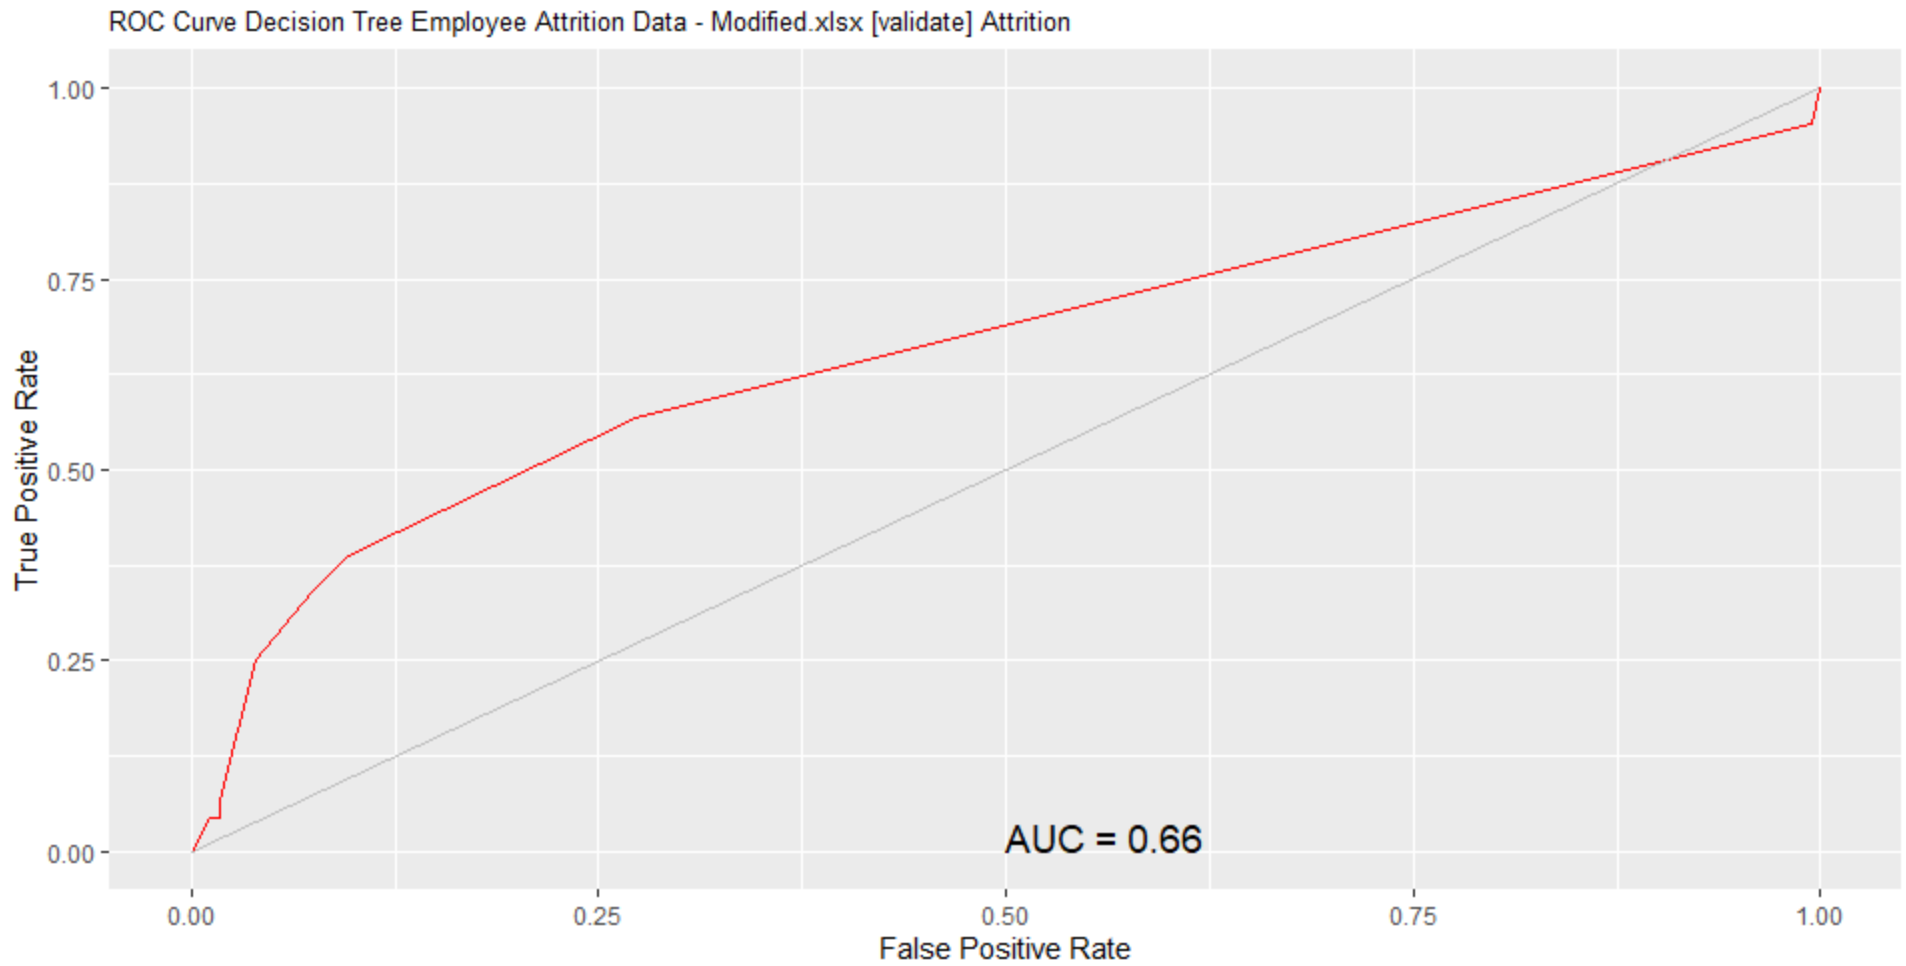 ROC Curve Decision Tree Employee Attrition Data - Modified.xlsx [validate] Attrition
True Positive Rate
1.00
0.75
0.50
0.25
0.00
AUC = 0.66
0.00 0.25 0.50 0.75 1.00
False Positive Rate